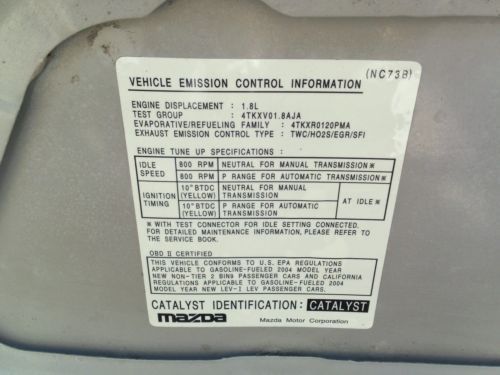 VEHICLE EMISSION CONTROL INFORMATION (NC73B)
ENGINE DISPLACEMENT : 1.8L
TEST GROUP : 4TKXV01.8AJA
EVAPORATIVE/REFUELING FAMILY : 4TKXR0120PMA
EXHAUST EMISSION CONTROL TYPE : TWC/HO2S/EGR/SFI
ENGINE TUNE UP SPECIFICATIONS :
IDLE SPEED 800 RPM NEUTRAL FOR MANUAL TRANSMISSION*
800 RPM P RANGE FOR AUTOMATIC TRANSMISSION*
IGNITION TIMING 10°BTDC (YELLOW) NEUTRAL FOR MANUAL TRANSMISSION AT IDLE*
10°BTDC (YELLOW) P RANGE FOR AUTOMATIC TRANSMISSION
* WITH TEST CONNECTOR FOR IDLE SETTING CONNECTED.
FOR DETAILED MAINTENANCE INFORMATION, PLEASE REFER TO
THE SERVICE BOOK.
OBD II CERTIFIED
THIS VEHICLE CONFORMS TO U.S. EPA REGULATIONS
APPLICABLE TO GASOLINE-FUELED 2004 MODEL YEAR
NEW NON-TIER 2 BIN9 PASSENGER CARS AND CALIFORNIA
REGULATIONS APPLICABLE TO GASOLINE-FUELED 2004
MODEL YEAR NEW LEV-I LEV PASSENGER CARS.
CATALYST IDENTIFICATION: CATALYST
mazda Mazda Motor Corporation